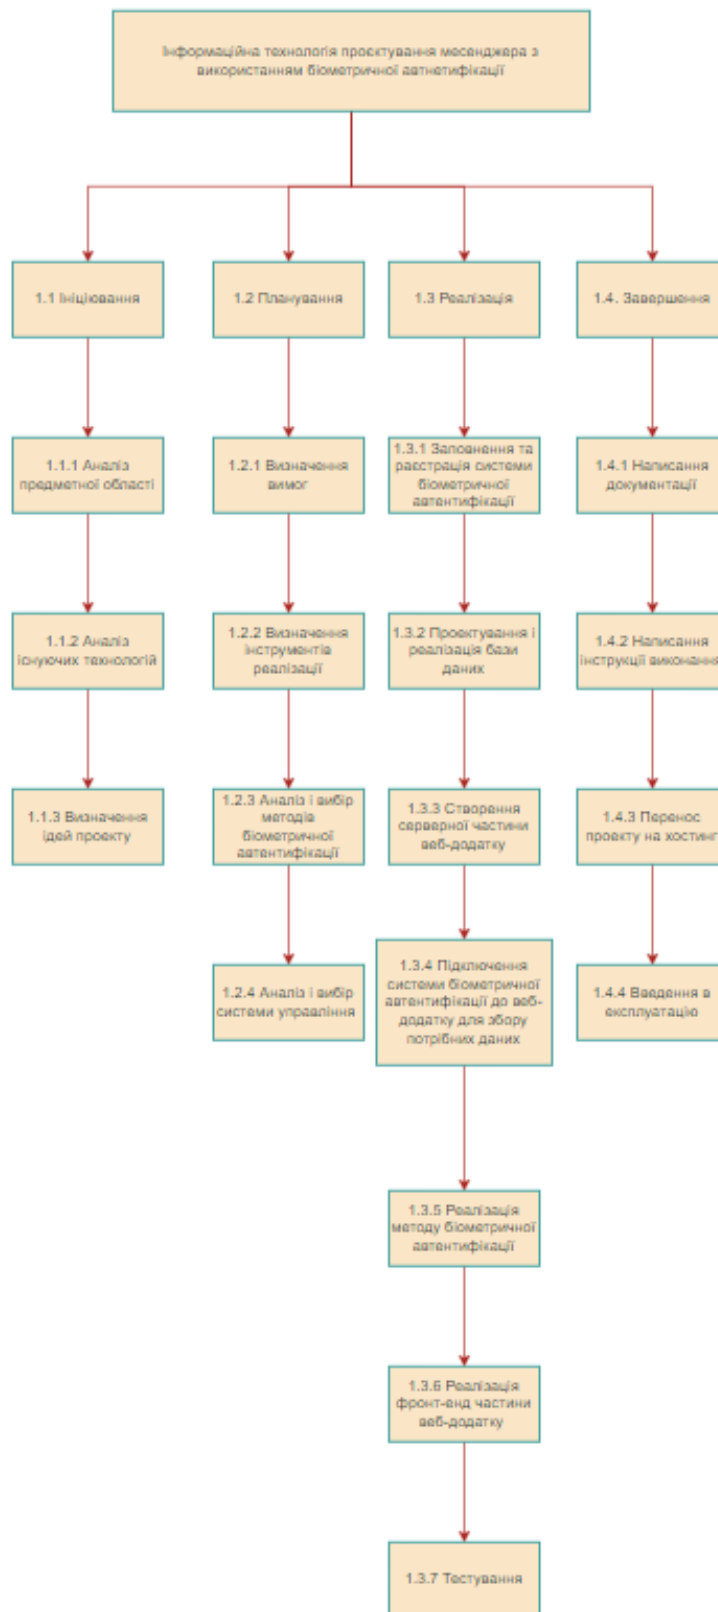 Інформаційна технологія проєктування месенджера з
використанням біометричної автнетифікації
1.1 Ініціювання
1.2 Планування
1.3 Реалізація
1.4. Завершення
1.1.1 Аналіз
предметної області
1.2.1 Визначення
вимог
1.3.1 Заповнення та
раєстрація системи
біометричної
автентифікації
1.4.1 Написання
документації
1.1.2 Аналіз
існуючих технологій
1.2.2 Визначення
інструментів
реалізації
1.3.2 Проектування і
реалізація бази
даних
1.4.2 Написання
інструкції виконання
1.1.3 Визначення
ідей проекту
1.2.3 Аналіз і вибір
методів
біометричної
автентифікації
1.3.3 Створення
серверної частини
веб-додатку
1.4.3 Перенос
проекту на хостинг
1.2.4 Аналіз і вибір
системи управління
1.3.4 Підключення
системи біометричної
автентифікації до веб-
додатку для збору
потрібних даних
1.4.4 Введення в
експлуатацію
1.3.5 Реалізація
методу біометричної
автентифікації
1.3.6 Реалізація
фронт-енд частини
веб-додатку
1.3.7 Тестування